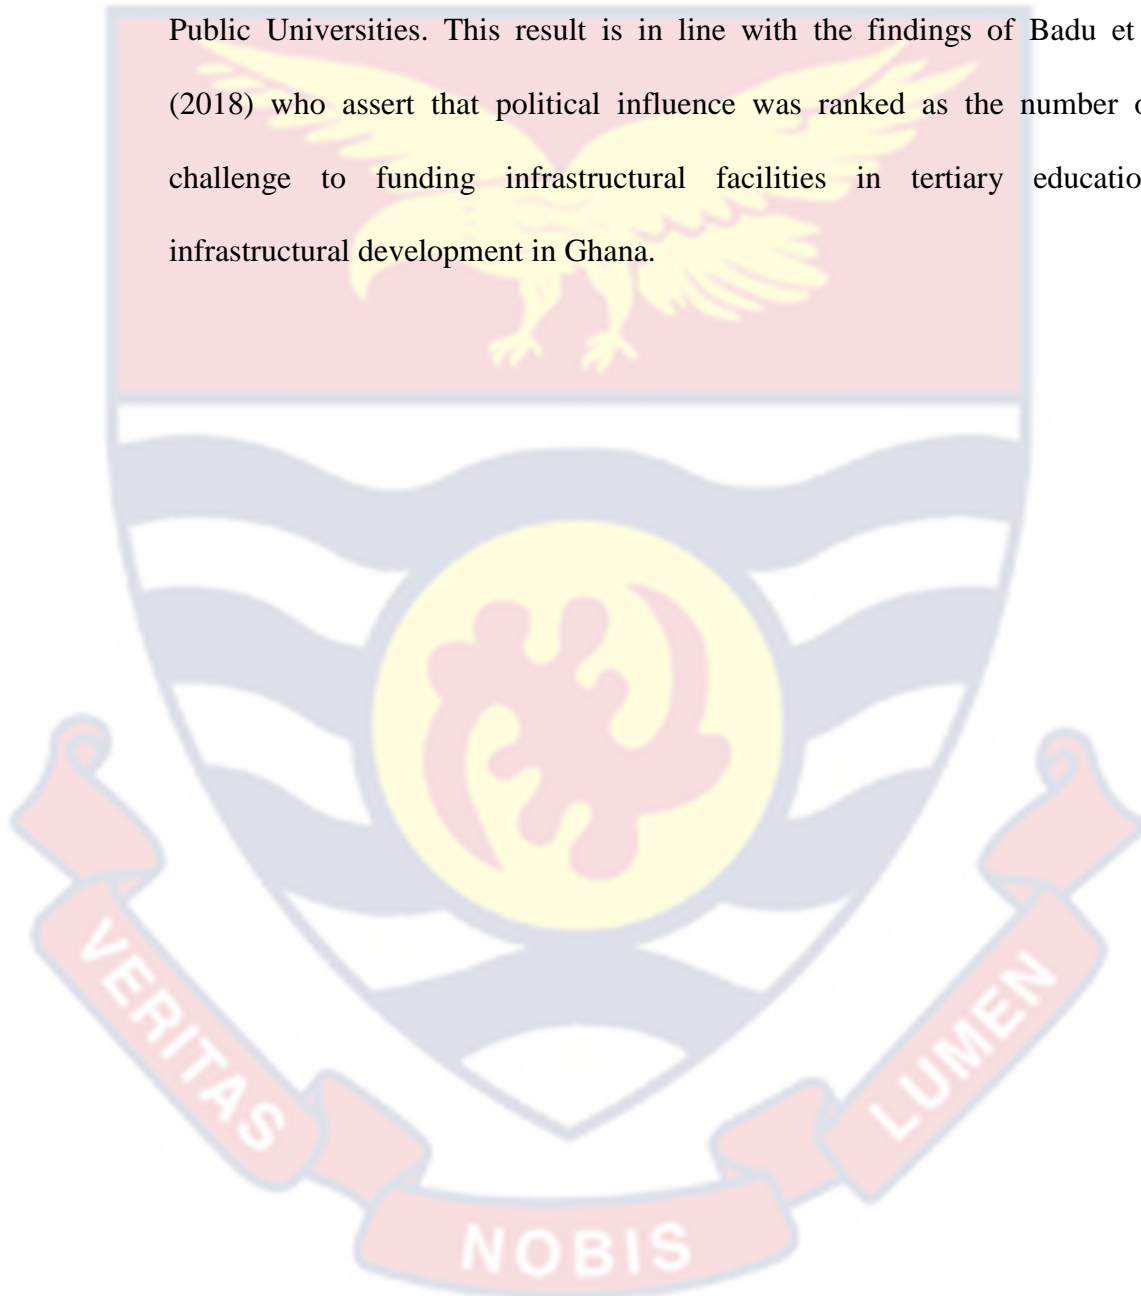 Public Universities. This result is in line with the findings of Badu et
(2018) who assert that political influence was ranked as the number
challenge to funding infrastructural facilities in tertiary
infrastructural development in Ghana.
VERITAS
NOBIS
LUMEN